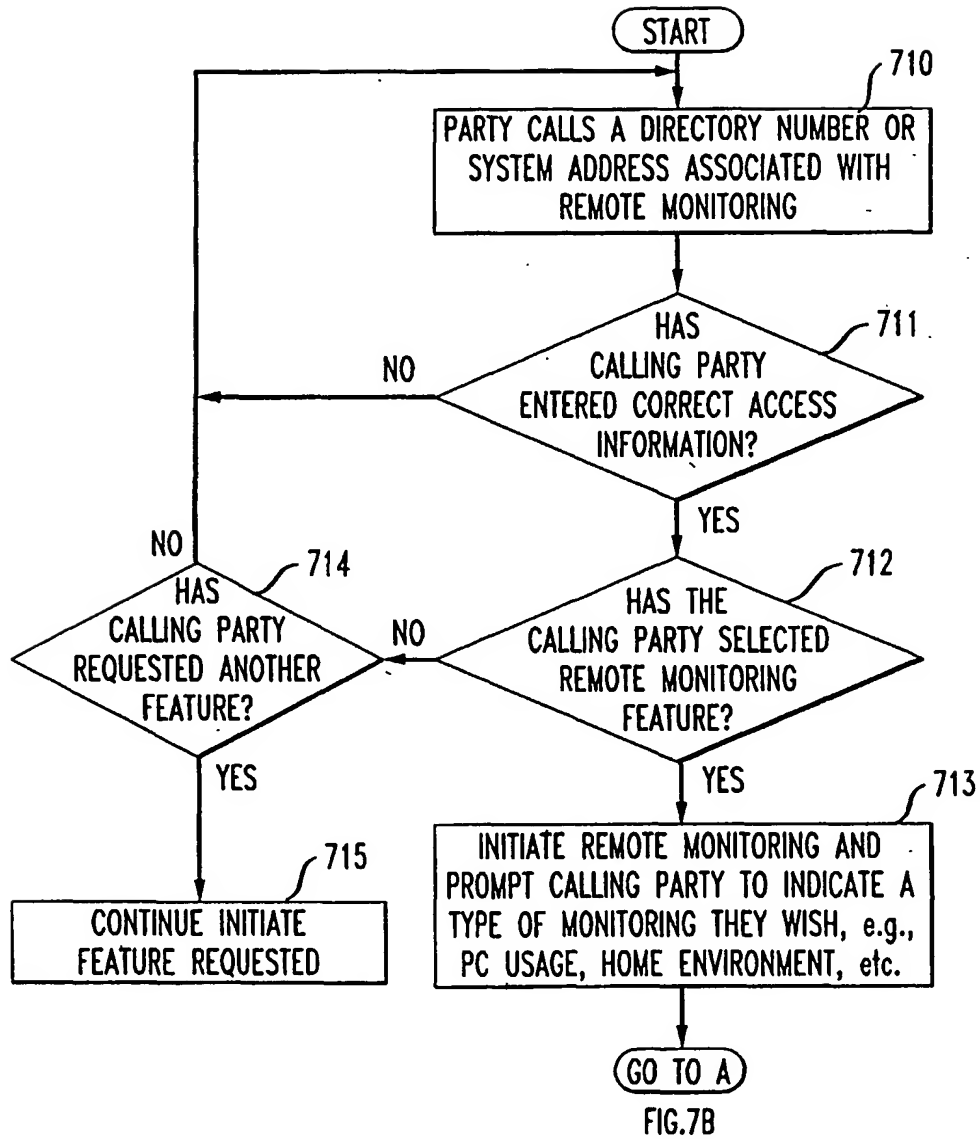 START
710
PARTY CALLS A DIRECTORY NUMBER OR
SYSTEM ADDRESS ASSOCIATED WITH
REMOTE MONITORING
711
HAS
CALLING PARTY
ENTERED CORRECT ACCESS
INFORMATION?
NO
YES
712
HAS THE
CALLING PARTY SELECTED
REMOTE MONITORING
FEATURE?
NO
714
HAS
CALLING PARTY
REQUESTED ANOTHER
FEATURE?
NO
YES
YES
713
INITIATE REMOTE MONITORING AND
PROMPT CALLING PARTY TO INDICATE A
TYPE OF MONITORING THEY WISH, e.g.,
PC USAGE, HOME ENVIRONMENT, etc.
715
CONTINUE INITIATE
FEATURE REQUESTED
GO TO A
FIG.7B